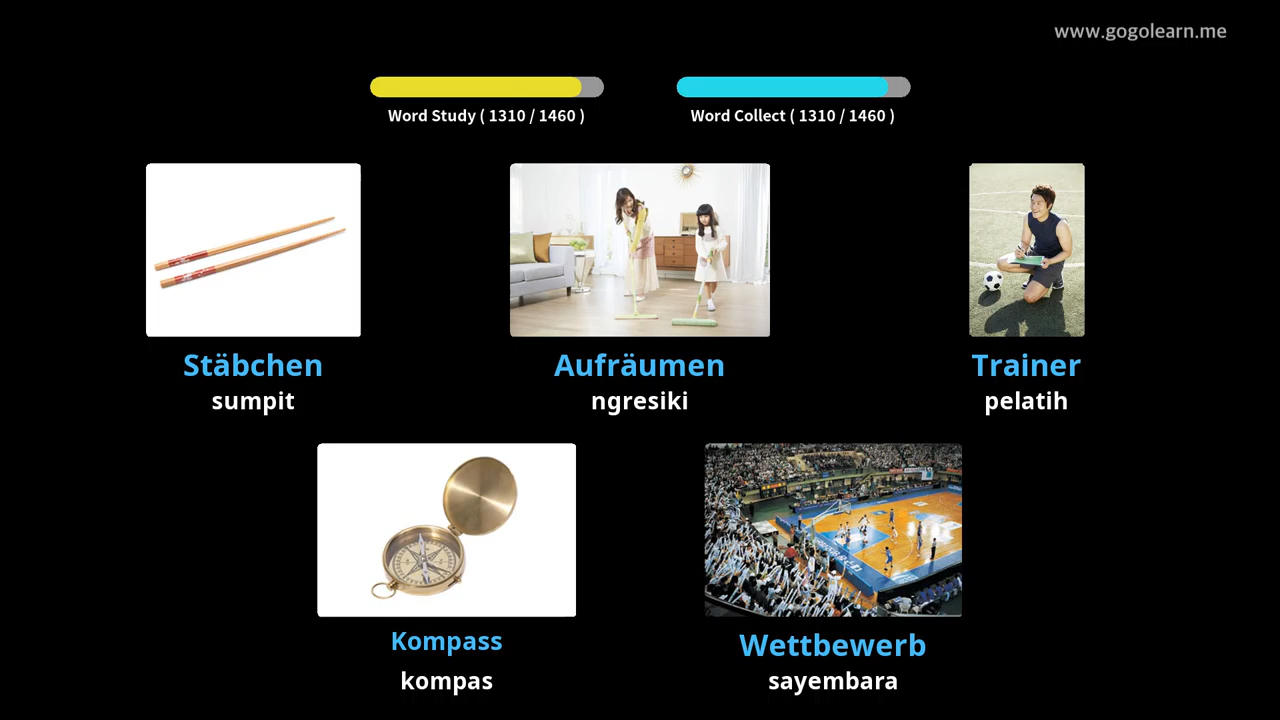 www.gogolearn.me
Word Study ( 1310 / 1460 )
Word Collect ( 1310 / 1460 )
Stäbchen
sumpit
Aufräumen
ngresiki
Trainer
pelatih
Kompass
kompas
Wettbewerb
sayembara